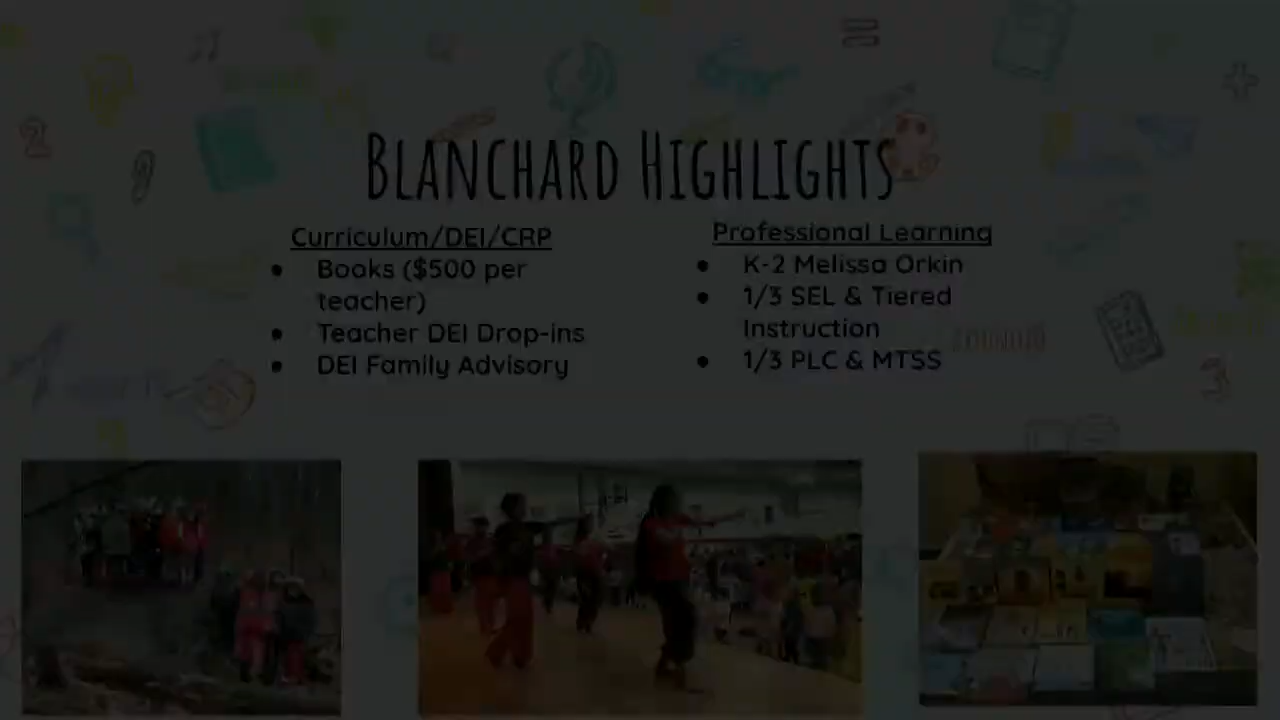 Blanchard Highlights
Curriculum/DEI/CRP
● Books ($500 per
teacher)
● Teacher DEI Drop-ins
● DEI Family Advisory
Professional Learning
● K-2 Melissa Orkin
● 1/3 SEL & Tiered
Instruction
● 1/3 PLC & MTSS